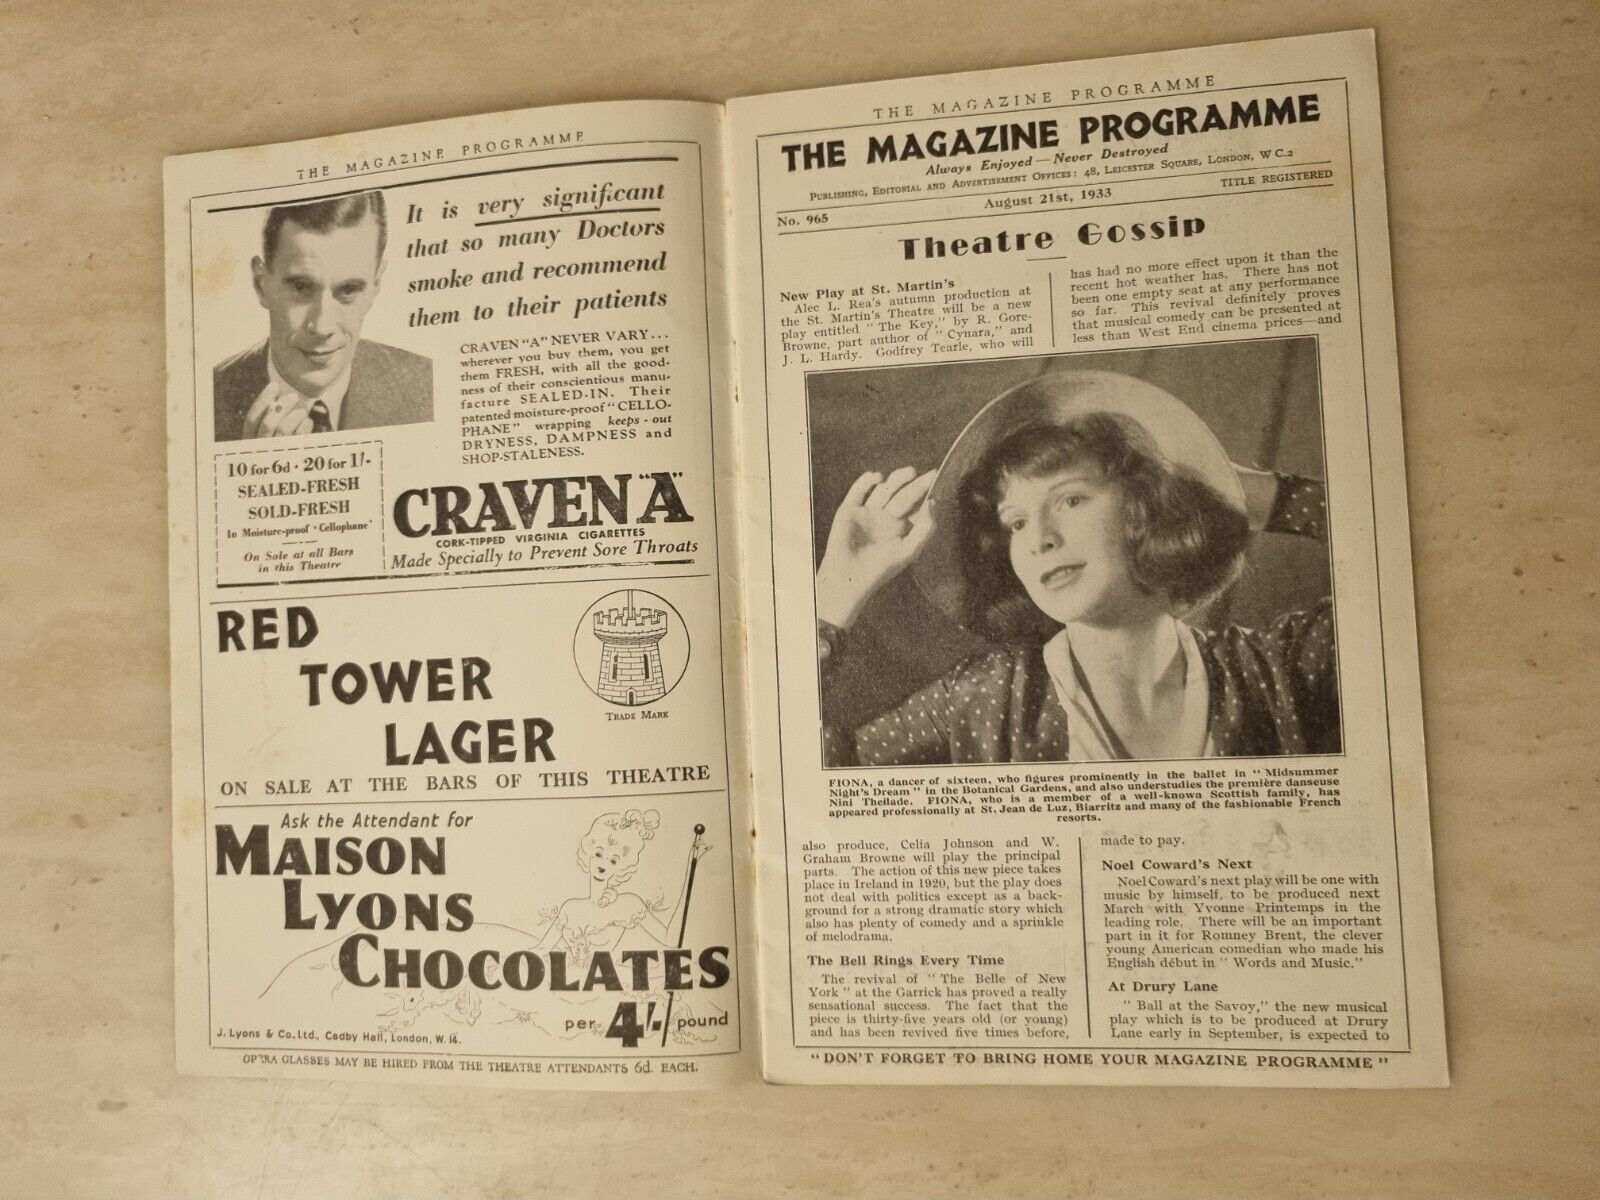 THE MAGAZINE PROGRAMME
It is very significant
that so many Doctors
smoke and recommend
them to their patients
CRAVEN "A" NEVER VARY...
wherever you buy them, you get
them FRESH, with all the good-
ness of their conscientious manu-
facture SEALED-IN. Their
patented moisture-proof "CELLO-
PHANE" wrapping keeps-out
DRYNESS, DAMPNESS and
SHOP-STALENESS.
10 for 6d · 20 for 1/-
SEALED-FRESH
SOLD-FRESH
In Moisture-proof 'Cellophane'
On Sale at all Bars
in this Theatre
CRAVEN "A"
CORK-TIPPED VIRGINIA CIGARETTES
Made Specially to Prevent Sore Throats
RED
TOWER
LAGER
TRADE MARK
ON SALE AT THE BARS OF THIS THEATRE
Ask the Attendant for
MAISON
LYONS
CHOCOLATES
per 4/- pound
J. Lyons & Co., Ltd., Cadby Hall, London, W. 14.
OPERA GLASSES MAY BE HIRED FROM THE THEATRE ATTENDANTS 6d. EACH.
THE MAGAZINE PROGRAMME
THE MAGAZINE PROGRAMME
Always Enjoyed—Never Destroyed
PUBLISHING, EDITORIAL AND ADVERTISEMENT OFFICES: 48, LEICESTER SQUARE, LONDON, W C.2
No. 965 August 21st, 1933 TITLE REGISTERED
Theatre Gossip
New Play at St. Martin's
Alec L. Rea's autumn production at
the St. Martin's Theatre will be a new
play entitled "The Key," by R. Gore-
Browne, part author of "Cynara," and
J. L. Hardy. Godfrey Tearle, who will
has had no more effect upon it than the
recent hot weather has. There has not
been one empty seat at any performance
so far. This revival definitely proves
that musical comedy can be presented at
less than West End cinema prices—and
FIONA, a dancer of sixteen, who figures prominently in the ballet in "Midsummer
Night's Dream" in the Botanical Gardens, and also understudies the première danseuse
Nini Theilade. FIONA, who is a member of a well-known Scottish family, has
appeared professionally at St. Jean de Luz, Biarritz and many of the fashionable French
resorts.
also produce, Celia Johnson and W.
Graham Browne will play the principal
parts. The action of this new piece takes
place in Ireland in 1920, but the play does
not deal with politics except as a back-
ground for a strong dramatic story which
also has plenty of comedy and a sprinkle
of melodrama.
The Bell Rings Every Time
The revival of "The Belle of New
York" at the Garrick has proved a really
sensational success. The fact that the
piece is thirty-five years old (or young)
and has been revived five times before,
made to pay.
Noel Coward's Next
Noel Coward's next play will be one with
music by himself, to be produced next
March with Yvonne Printemps in the
leading role. There will be an important
part in it for Romney Brent, the clever
young American comedian who made his
English début in "Words and Music."
At Drury Lane
"Ball at the Savoy," the new musical
play which is to be produced at Drury
Lane early in September, is expected to
"DON'T FORGET TO BRING HOME YOUR MAGAZINE PROGRAMME"